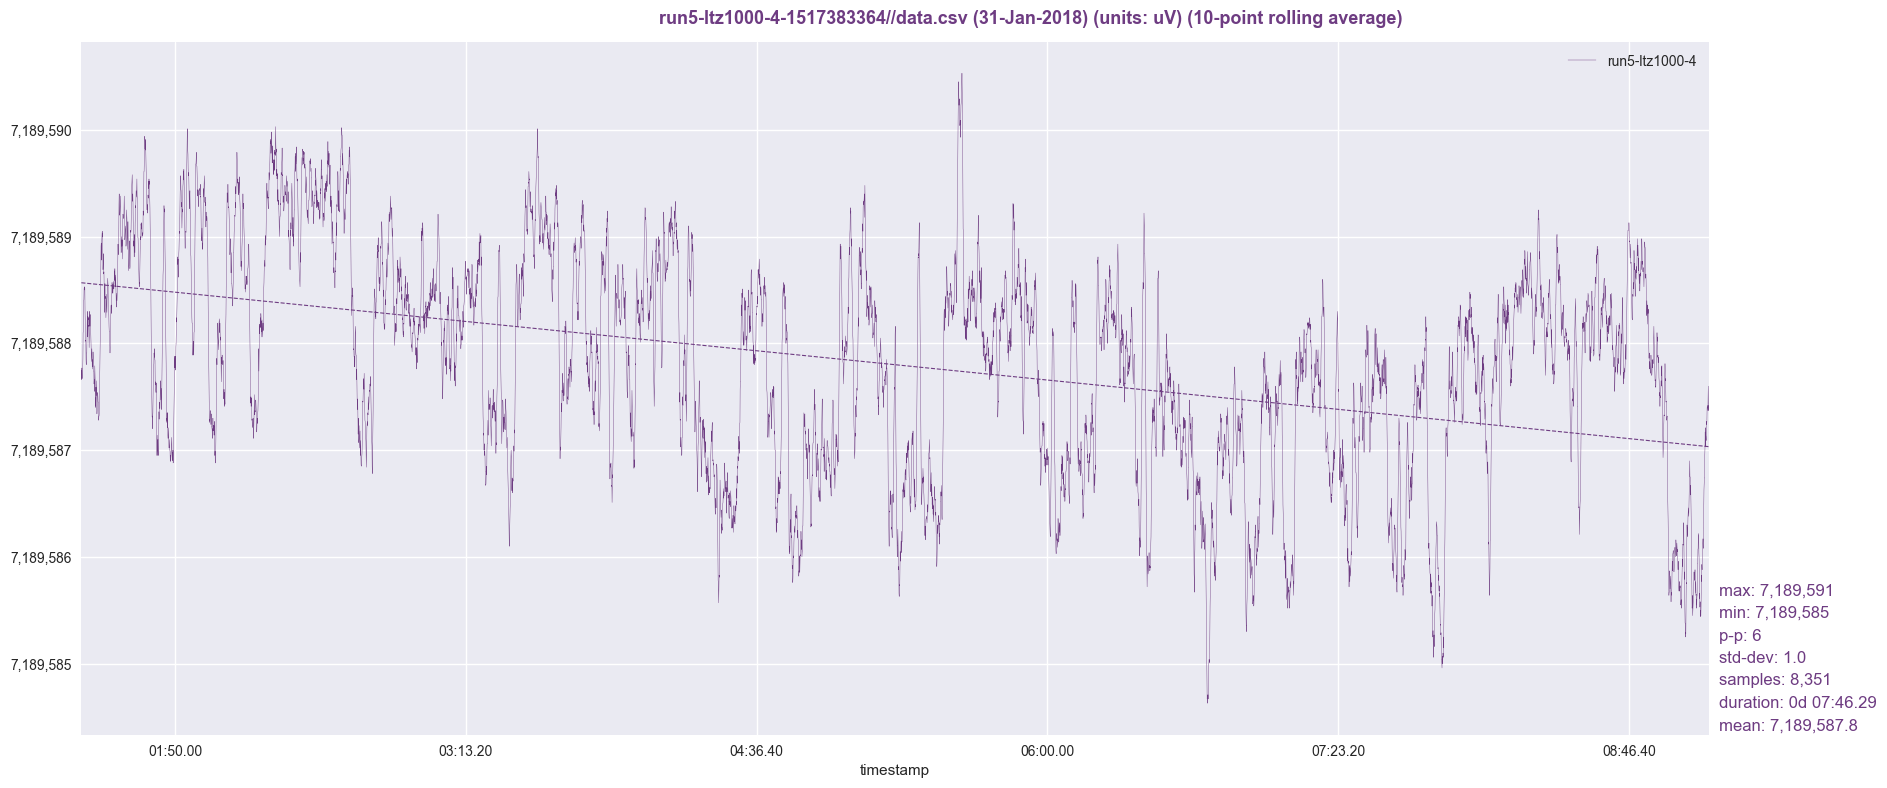 run5-ltz1000-4-1517383364//data.csv (31-Jan-2018) (units: uV) (10-point rolling average)
run5-ltz1000-4
7,189,590
7,189,589
7,189,588
7,189,587
7,189,586
7,189,585
max: 7,189,591
min: 7,189,585
p-p: 6
std-dev: 1.0
samples: 8,351
duration: 0d 07:46.29
mean: 7,189,587.8
01:50.00 03:13.20 04:36.40 06:00.00 07:23.20 08:46.40
timestamp